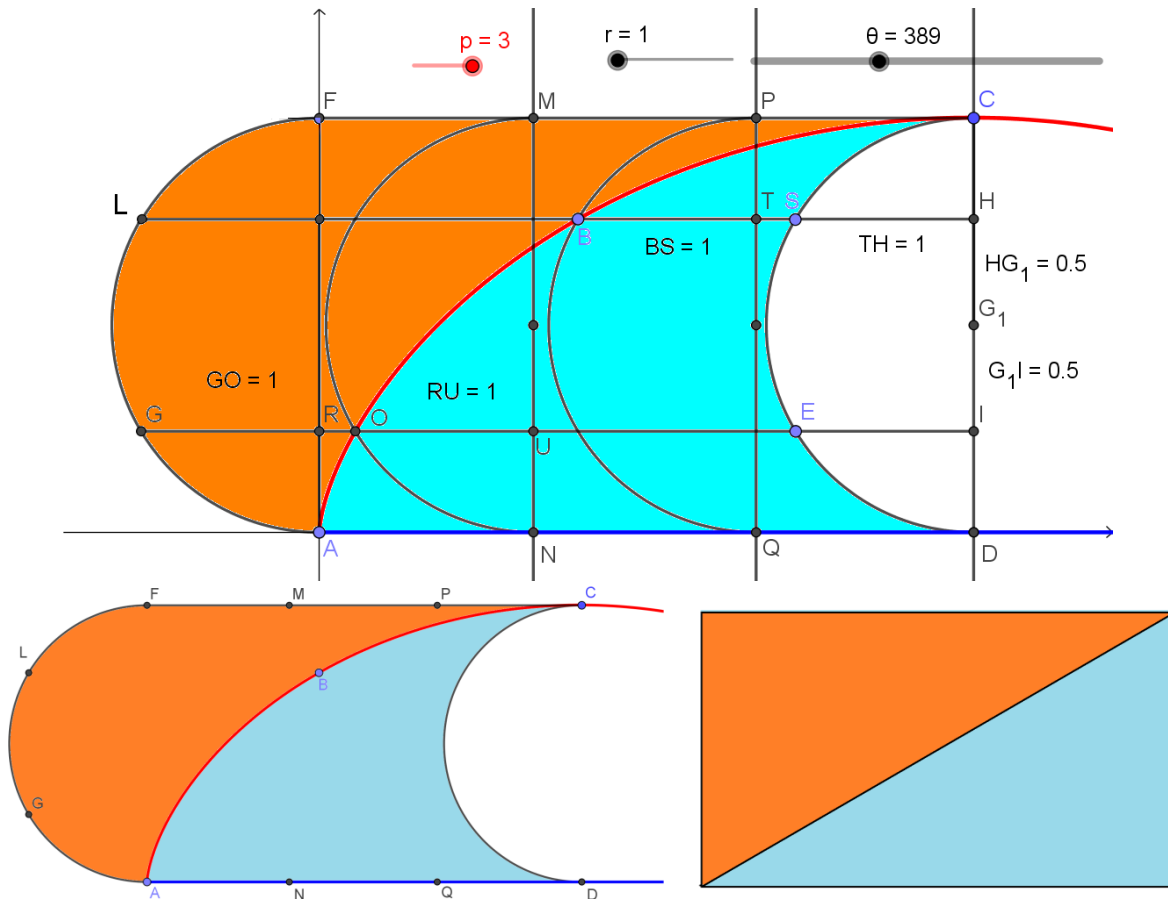 p = 3 r = 1 θ = 389
F M P C
L T S H
B
BS = 1 TH = 1
HG₁ = 0.5
G₁
GO = 1 RU = 1 G₁I = 0.5
G R O E I
U
A N Q D
F M P C
L
B
G
A N Q D